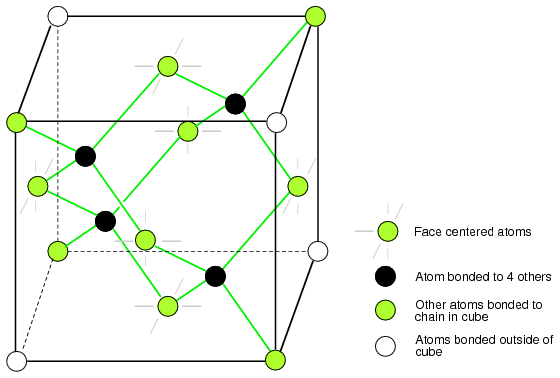 Face centered atoms
Atom bonded to 4 others
Other atoms bonded to
chain in cube
Atoms bonded outside of
cube